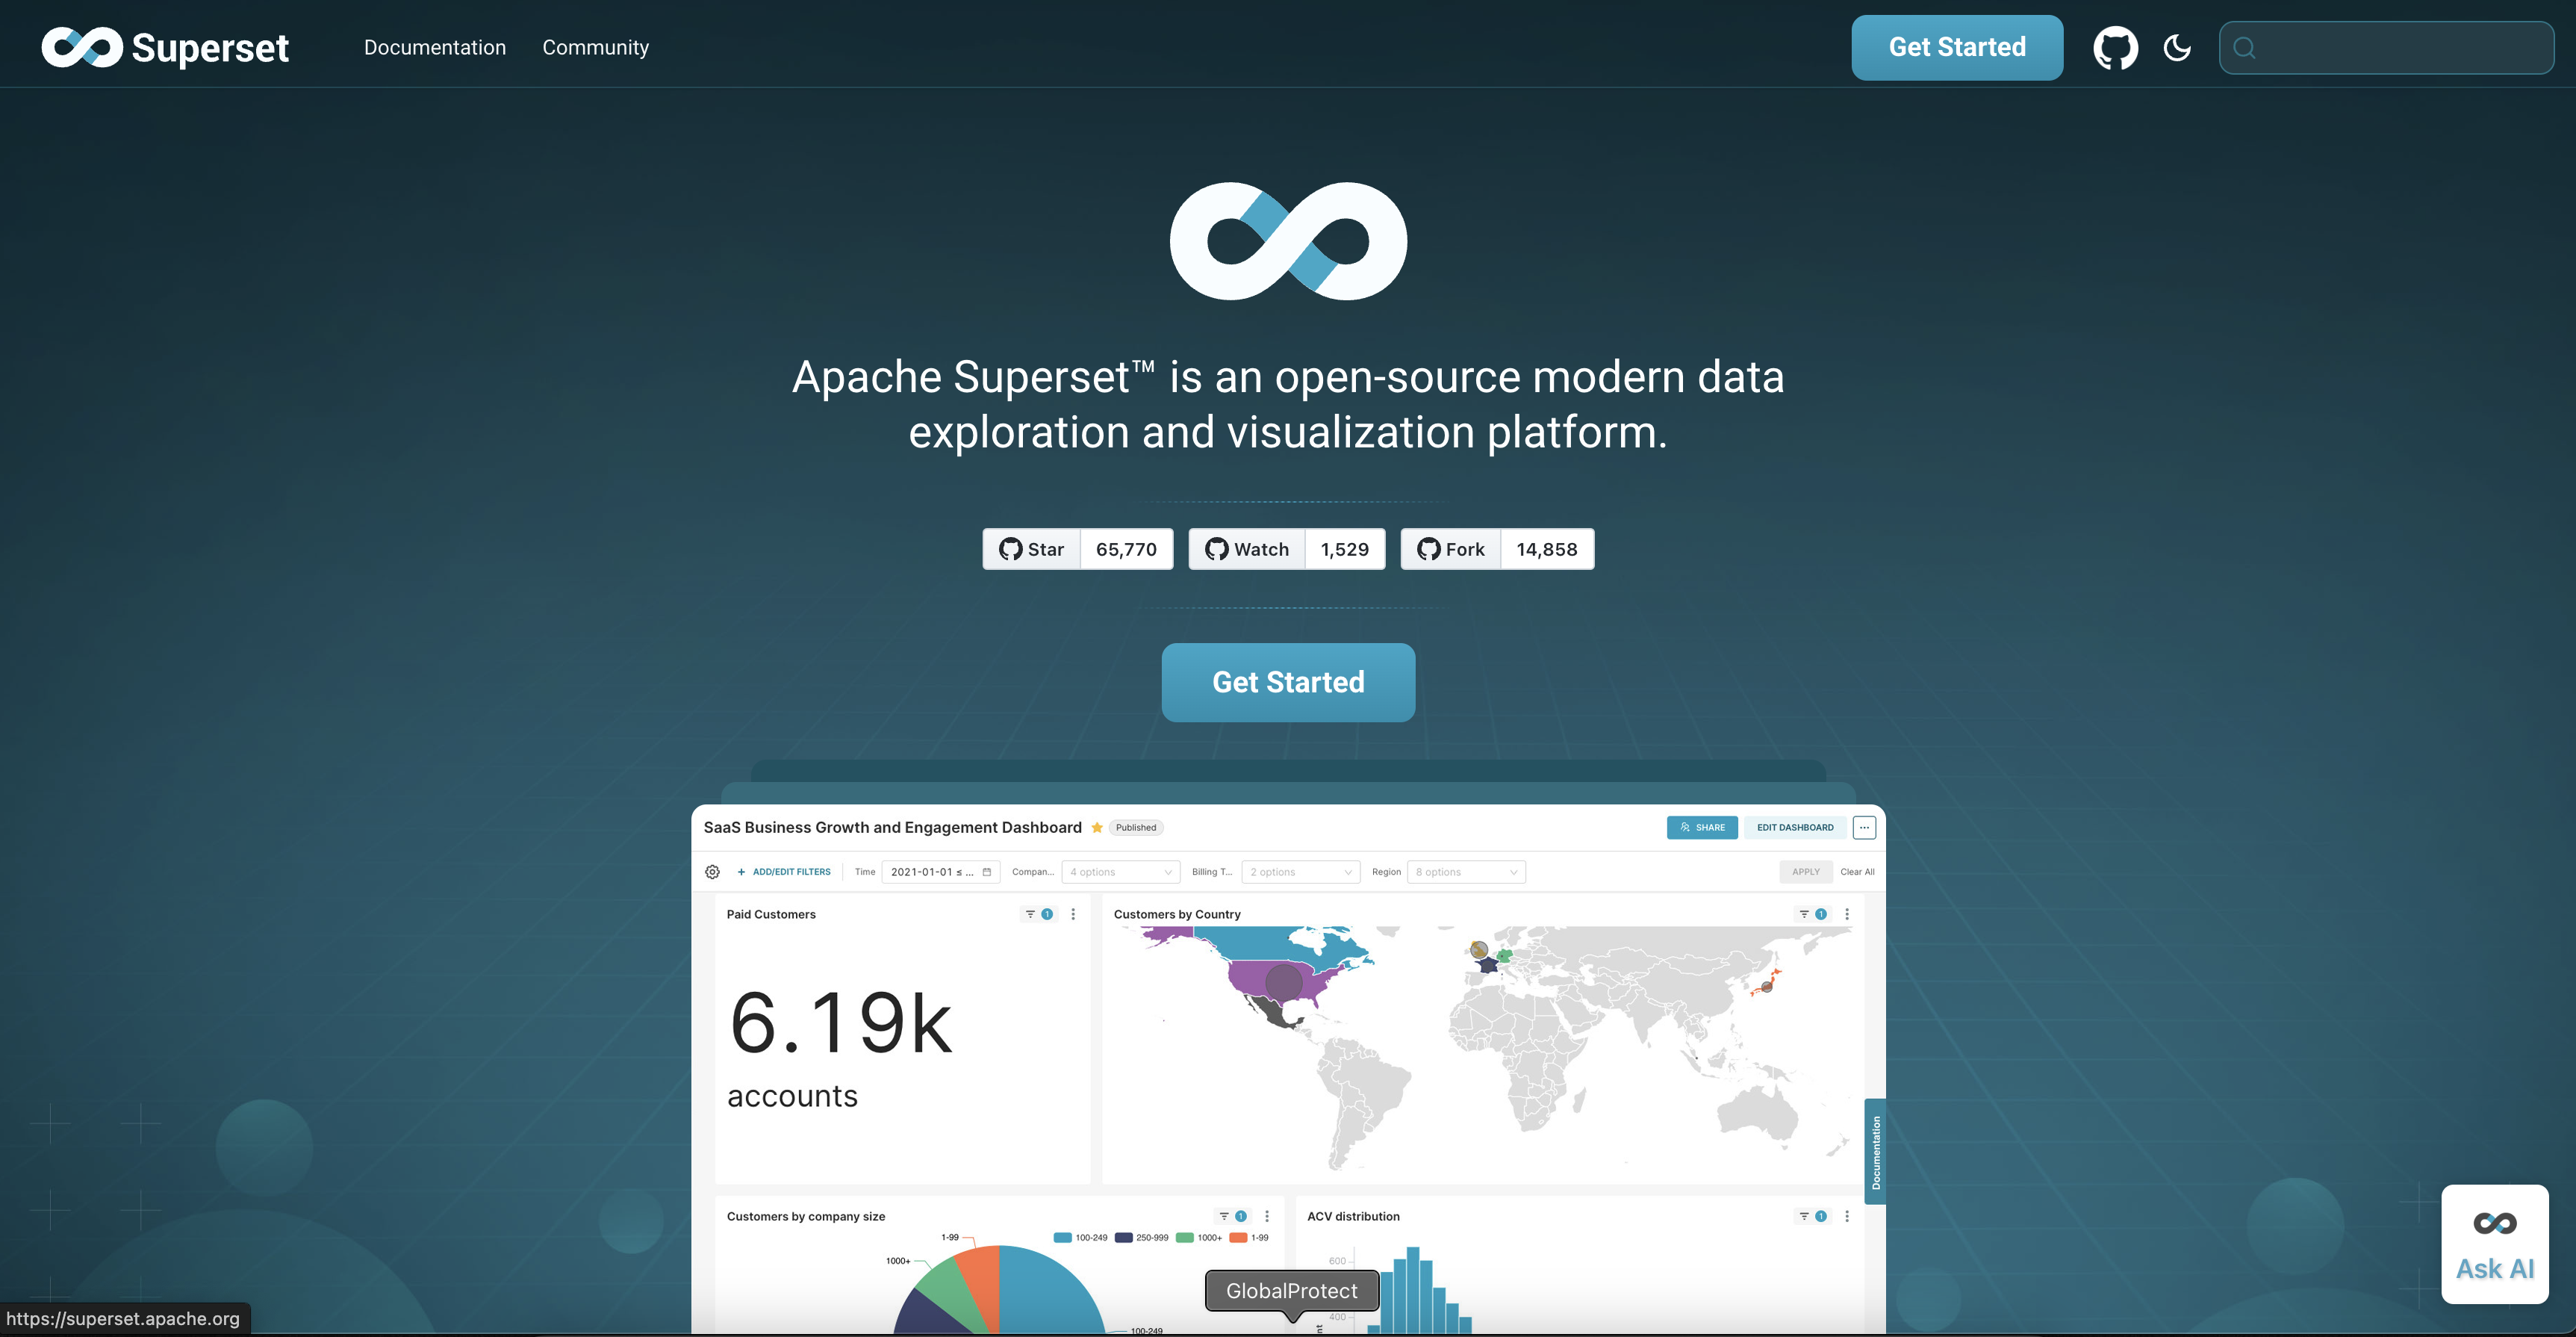 Superset
Documentation
Community
Get Started
Apache Superset™ is an open-source modern data
exploration and visualization platform.
Star 65,770
Watch 1,529
Fork 14,858
Get Started
SaaS Business Growth and Engagement Dashboard
Published
SHARE
EDIT DASHBOARD
...
+ ADD/EDIT FILTERS
Time
2021-01-01 ≤ ...
Compan...
4 options
Billing T...
2 options
Region
8 options
APPLY
Clear All
Paid Customers
1
6.19k
accounts
Customers by Country
1
Documentation
Customers by company size
1
100-249
250-999
1000+
1-99
1-99
1000+
100-249
ACV distribution
1
600
400
GlobalProtect
Ask AI
https://superset.apache.org